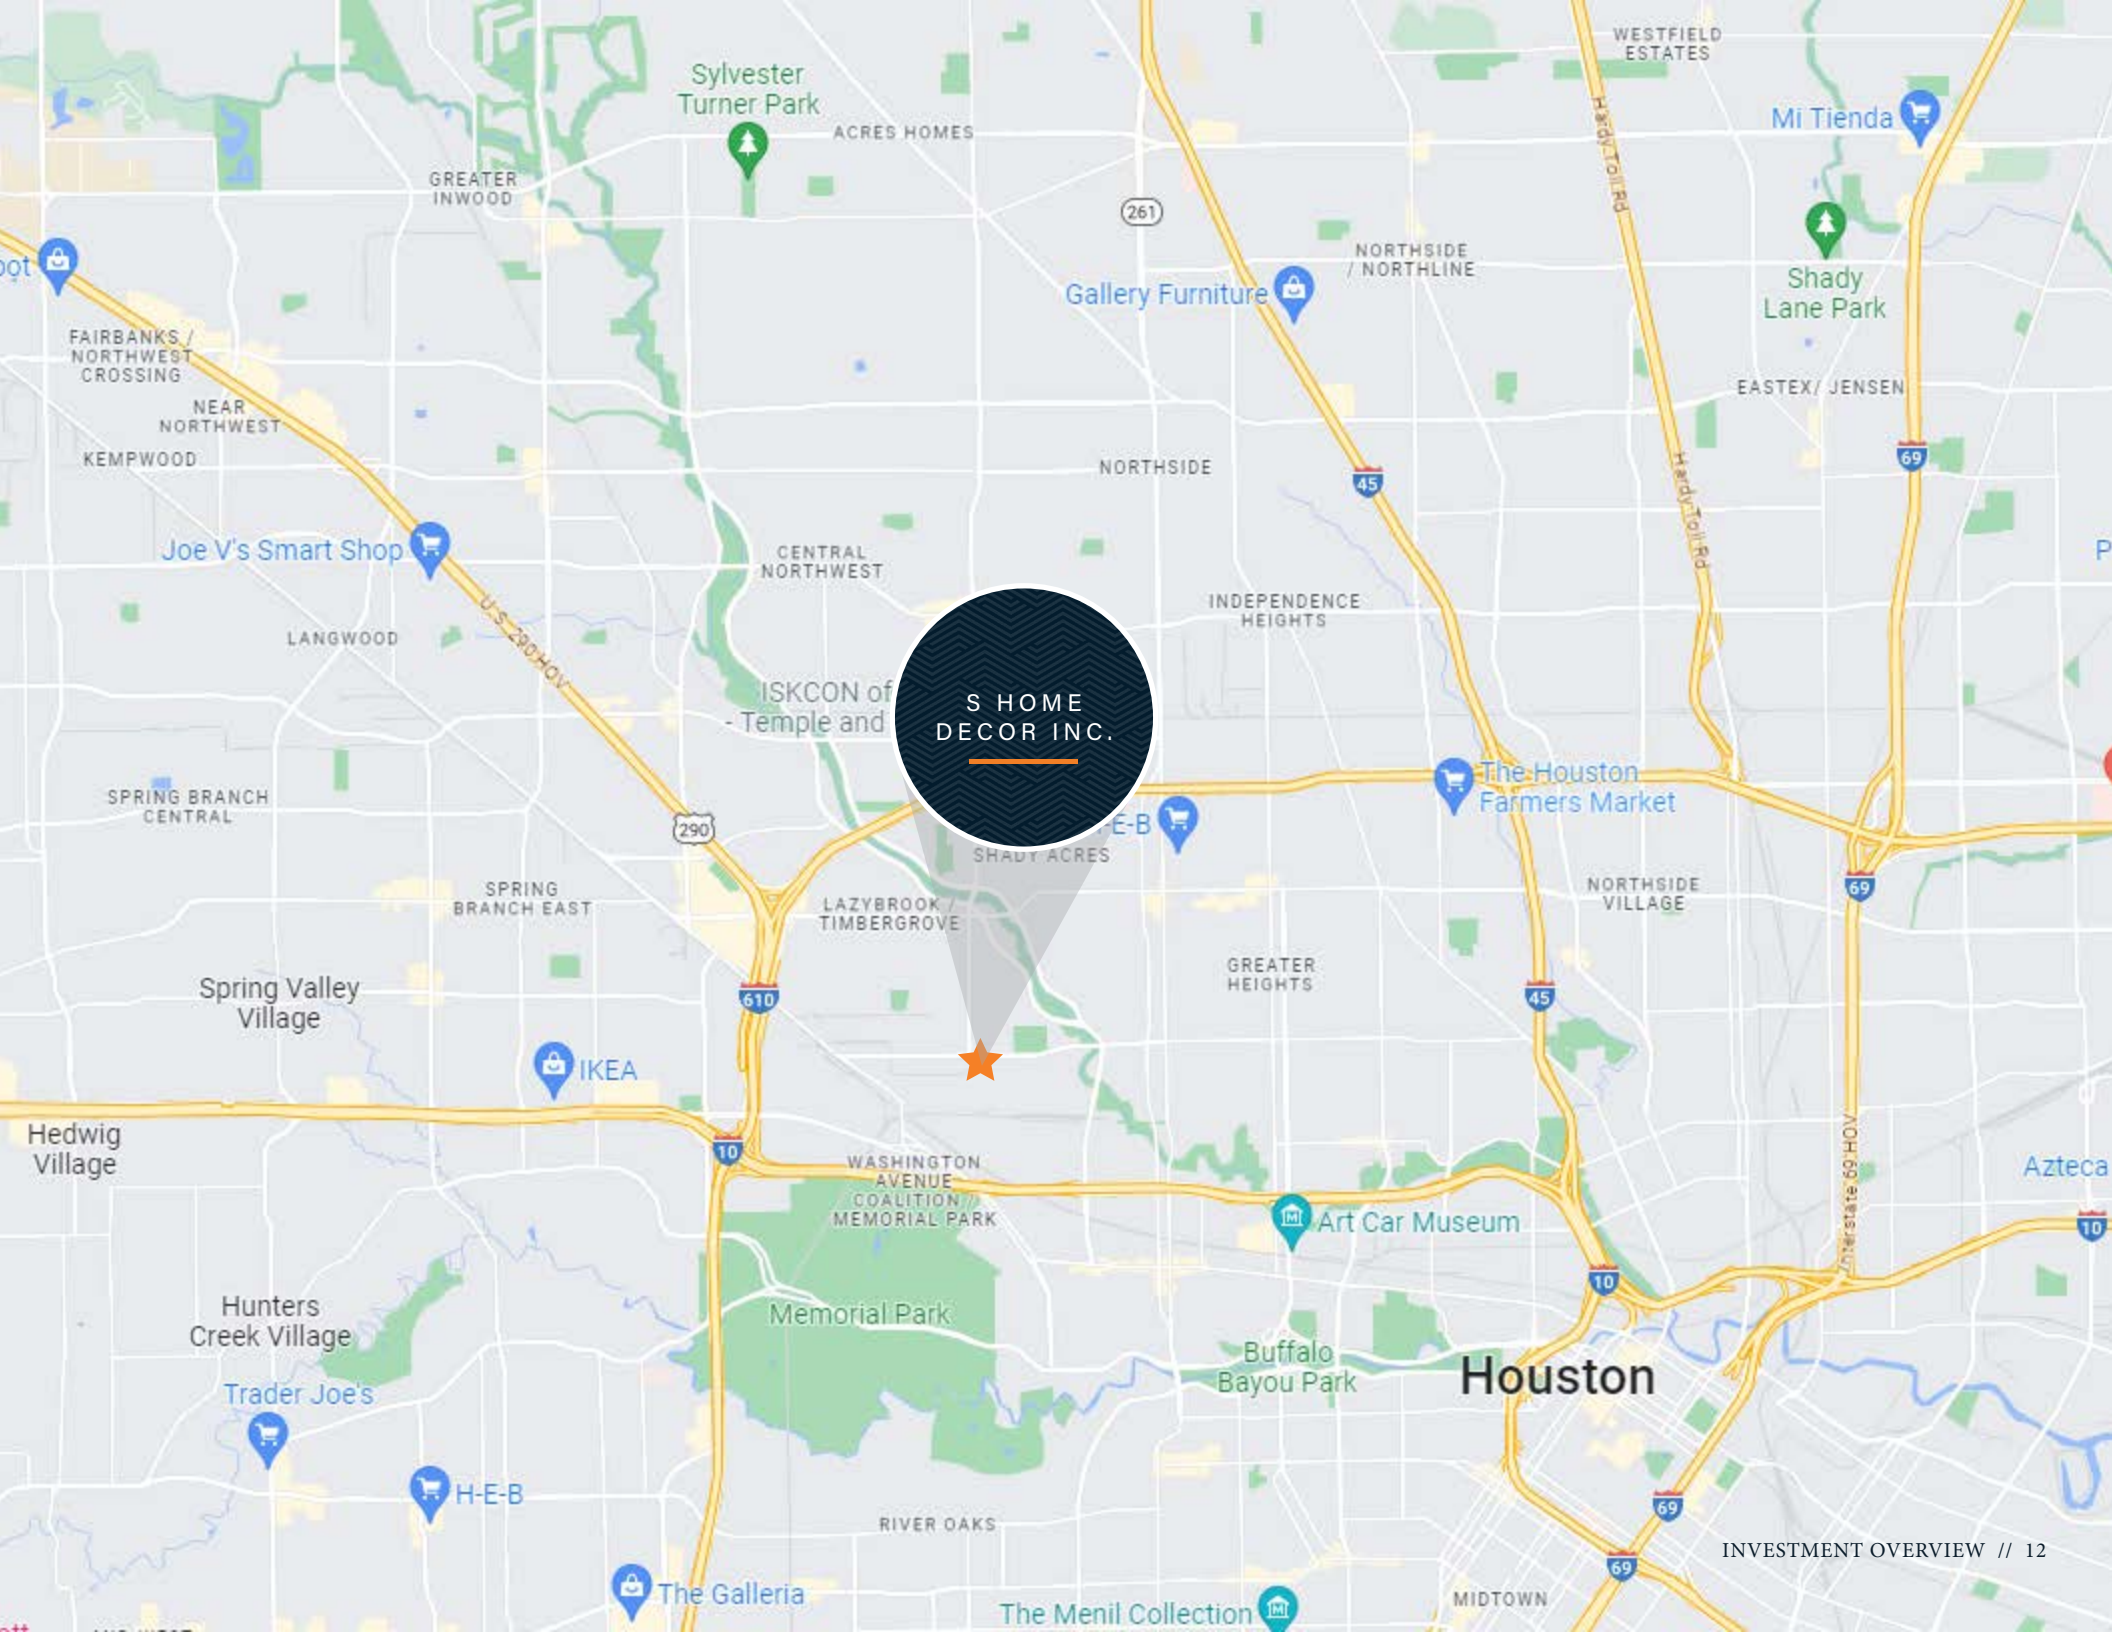 WESTFIELD
ESTATES
Sylvester
Turner Park
Mi Tienda
ACRES HOMES
Hardy Toll Rd
GREATER
INWOOD
261
NORTHSIDE
/ NORTHLINE
Shady
Lane Park
Gallery Furniture
FAIRBANKS /
NORTHWEST
CROSSING
EASTEX/ JENSEN
NEAR
NORTHWEST
KEMPWOOD
NORTHSIDE
45
69
Hardy Toll Rd
Joe V's Smart Shop
CENTRAL
NORTHWEST
INDEPENDENCE
HEIGHTS
U.S. 290 HOV
LANGWOOD
ISKCON of
- Temple and
S HOME
DECOR INC.
The Houston
Farmers Market
SPRING BRANCH
CENTRAL
290
-E-B
SHADY ACRES
69
SPRING
BRANCH EAST
LAZYBROOK /
TIMBERGROVE
NORTHSIDE
VILLAGE
GREATER
HEIGHTS
Spring Valley
Village
610
45
IKEA
Hedwig
Village
10
WASHINGTON
AVENUE
COALITION /
MEMORIAL PARK
Interstate 69 HOV
Azteca
Art Car Museum
10
10
Hunters
Creek Village
Memorial Park
Buffalo
Bayou Park
Houston
Trader Joe's
H-E-B
69
RIVER OAKS
INVESTMENT OVERVIEW // 12
69
The Galleria
MIDTOWN
The Menil Collection